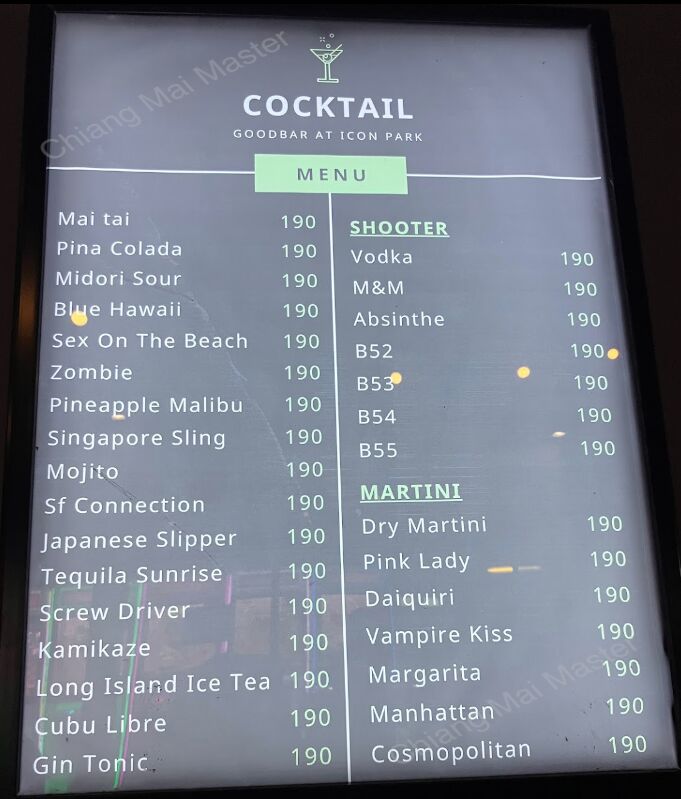 Chiang Mai Master
COCKTAIL
GOODBAR AT ICON PARK
MENU
Mai tai 190
Pina Colada 190
Midori Sour 190
Blue Hawaii 190
Sex On The Beach 190
Zombie 190
Pineapple Malibu 190
Singapore Sling 190
Mojito 190
Sf Connection 190
Japanese Slipper 190
Tequila Sunrise 190
Screw Driver 190
Kamikaze 190
Long Island Ice Tea 190
Cubu Libre 190
Gin Tonic 190
SHOOTER
Vodka 190
M&M 190
Absinthe 190
B52 190
B53 190
B54 190
B55 190
MARTINI
Dry Martini 190
Pink Lady 190
Daiquiri 190
Vampire Kiss 190
Margarita 190
Manhattan 190
Cosmopolitan 190
Chiang Mai Master